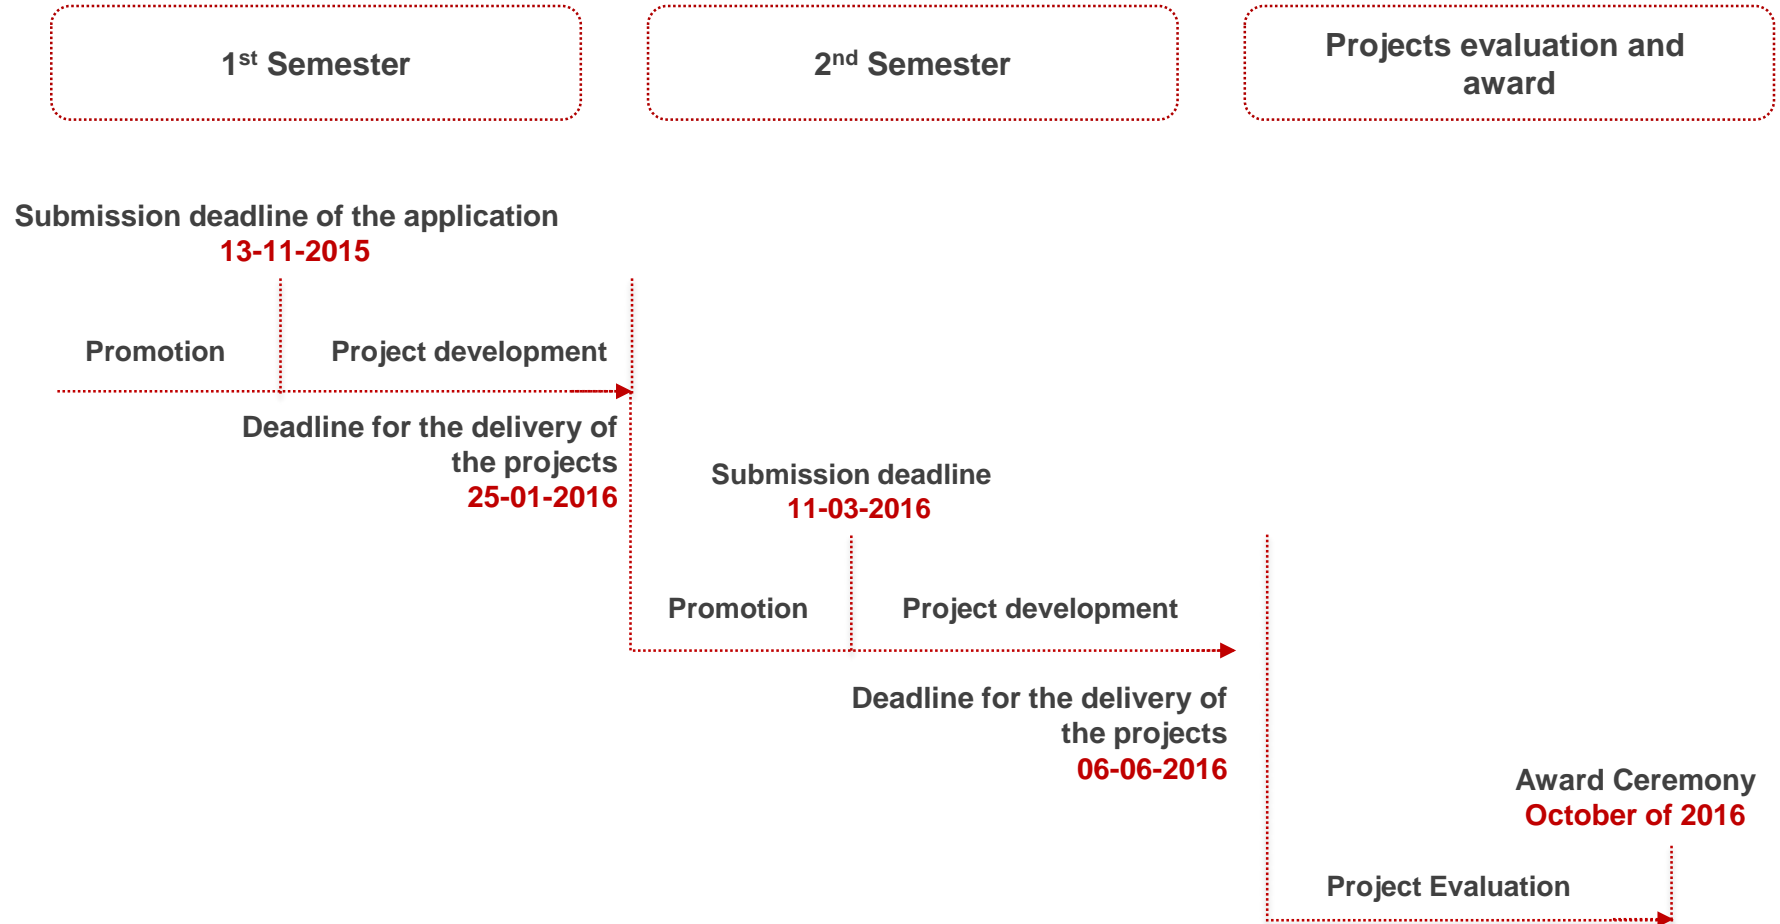 1st Semester
2nd Semester
Projects evaluation and
award
Submission deadline of the application
13-11-2015
Promotion
Project development
Deadline for the delivery of
the projects
25-01-2016
Submission deadline
11-03-2016
Promotion
Project development
Deadline for the delivery of
the projects
06-06-2016
Award Ceremony
October of 2016
Project Evaluation